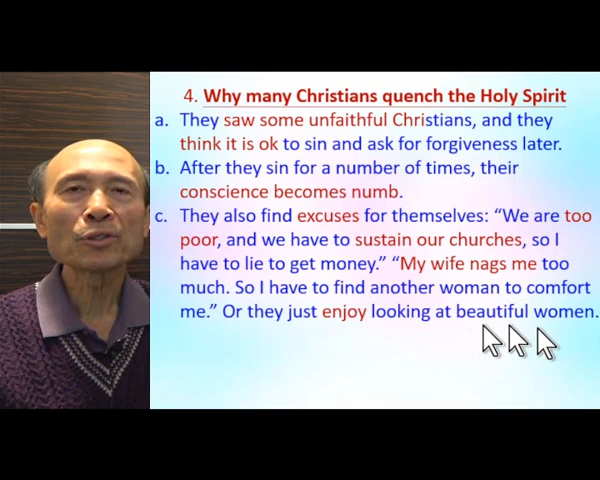 4. Why many Christians quench the Holy Spirit
a. They saw some unfaithful Christians, and they
think it is ok to sin and ask for forgiveness later.
b. After they sin for a number of times, their
conscience becomes numb.
c. They also find excuses for themselves: “We are too
poor, and we have to sustain our churches, so I
have to lie to get money.” “My wife nags me too
much. So I have to find another woman to comfort
me.” Or they just enjoy looking at beautiful women.